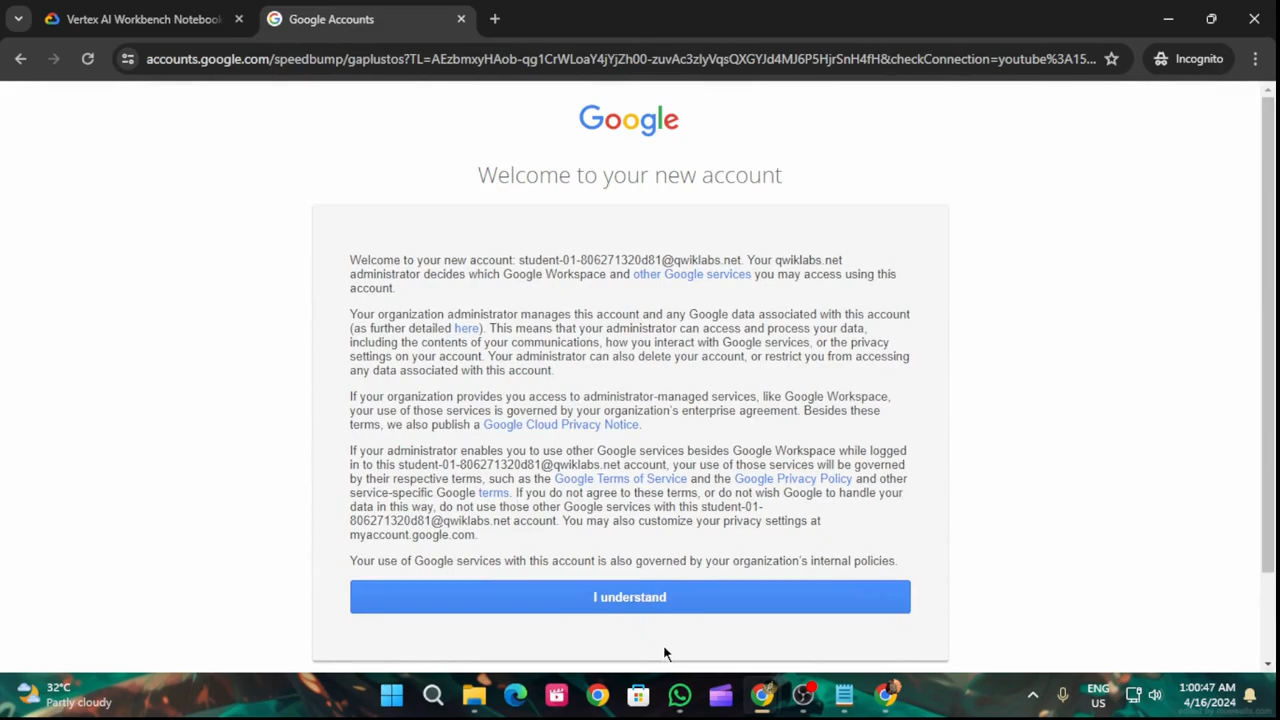 Vertex AI Workbench Notebook
Google Accounts
accounts.google.com/speedbump/gaplustos?TL=AEzbmxyHAob-qg1CrWLoaY4jYjZh00-zuvAc3zIyVqsQXGYJd4MJ6P5HjrSnH4fH&checkConnection=youtube%3A15...
Incognito
Google
Welcome to your new account
Welcome to your new account: student-01-806271320d81@qwiklabs.net. Your qwiklabs.net
administrator decides which Google Workspace and other Google services you may access using this
account.
Your organization administrator manages this account and any Google data associated with this account
(as further detailed here). This means that your administrator can access and process your data,
including the contents of your communications, how you interact with Google services, or the privacy
settings on your account. Your administrator can also delete your account, or restrict you from accessing
any data associated with this account.
If your organization provides you access to administrator-managed services, like Google Workspace,
your use of those services is governed by your organization's enterprise agreement. Besides these
terms, we also publish a Google Cloud Privacy Notice.
If your administrator enables you to use other Google services besides Google Workspace while logged
in to this student-01-806271320d81@qwiklabs.net account, your use of those services will be governed
by their respective terms, such as the Google Terms of Service and the Google Privacy Policy and other
service-specific Google terms. If you do not agree to these terms, or do not wish Google to handle your
data in this way, do not use those other Google services with this student-01-
806271320d81@qwiklabs.net account. You may also customize your privacy settings at
myaccount.google.com.
Your use of Google services with this account is also governed by your organization's internal policies.
I understand
32°C
Partly cloudy
ENG
US
1:00:47 AM
4/16/2024